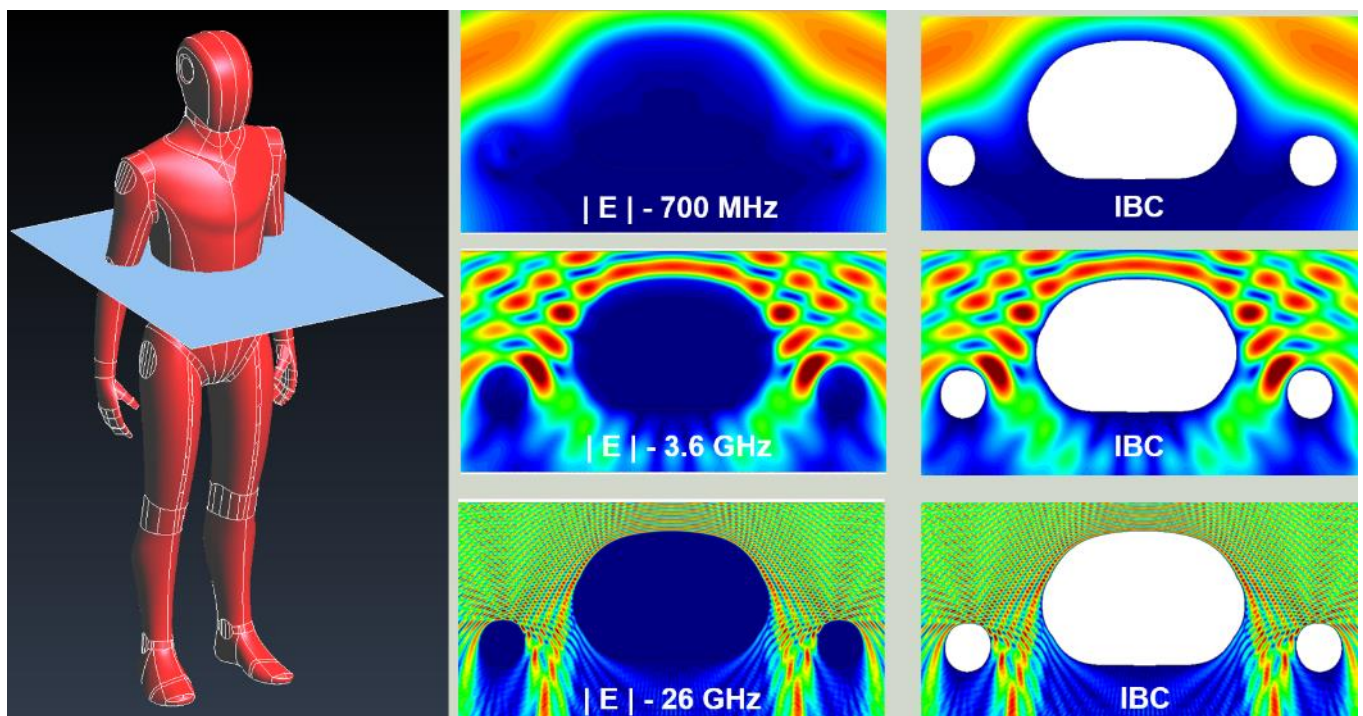 | E | - 700 MHz
IBC
| E | - 3.6 GHz
IBC
| E | - 26 GHz
IBC